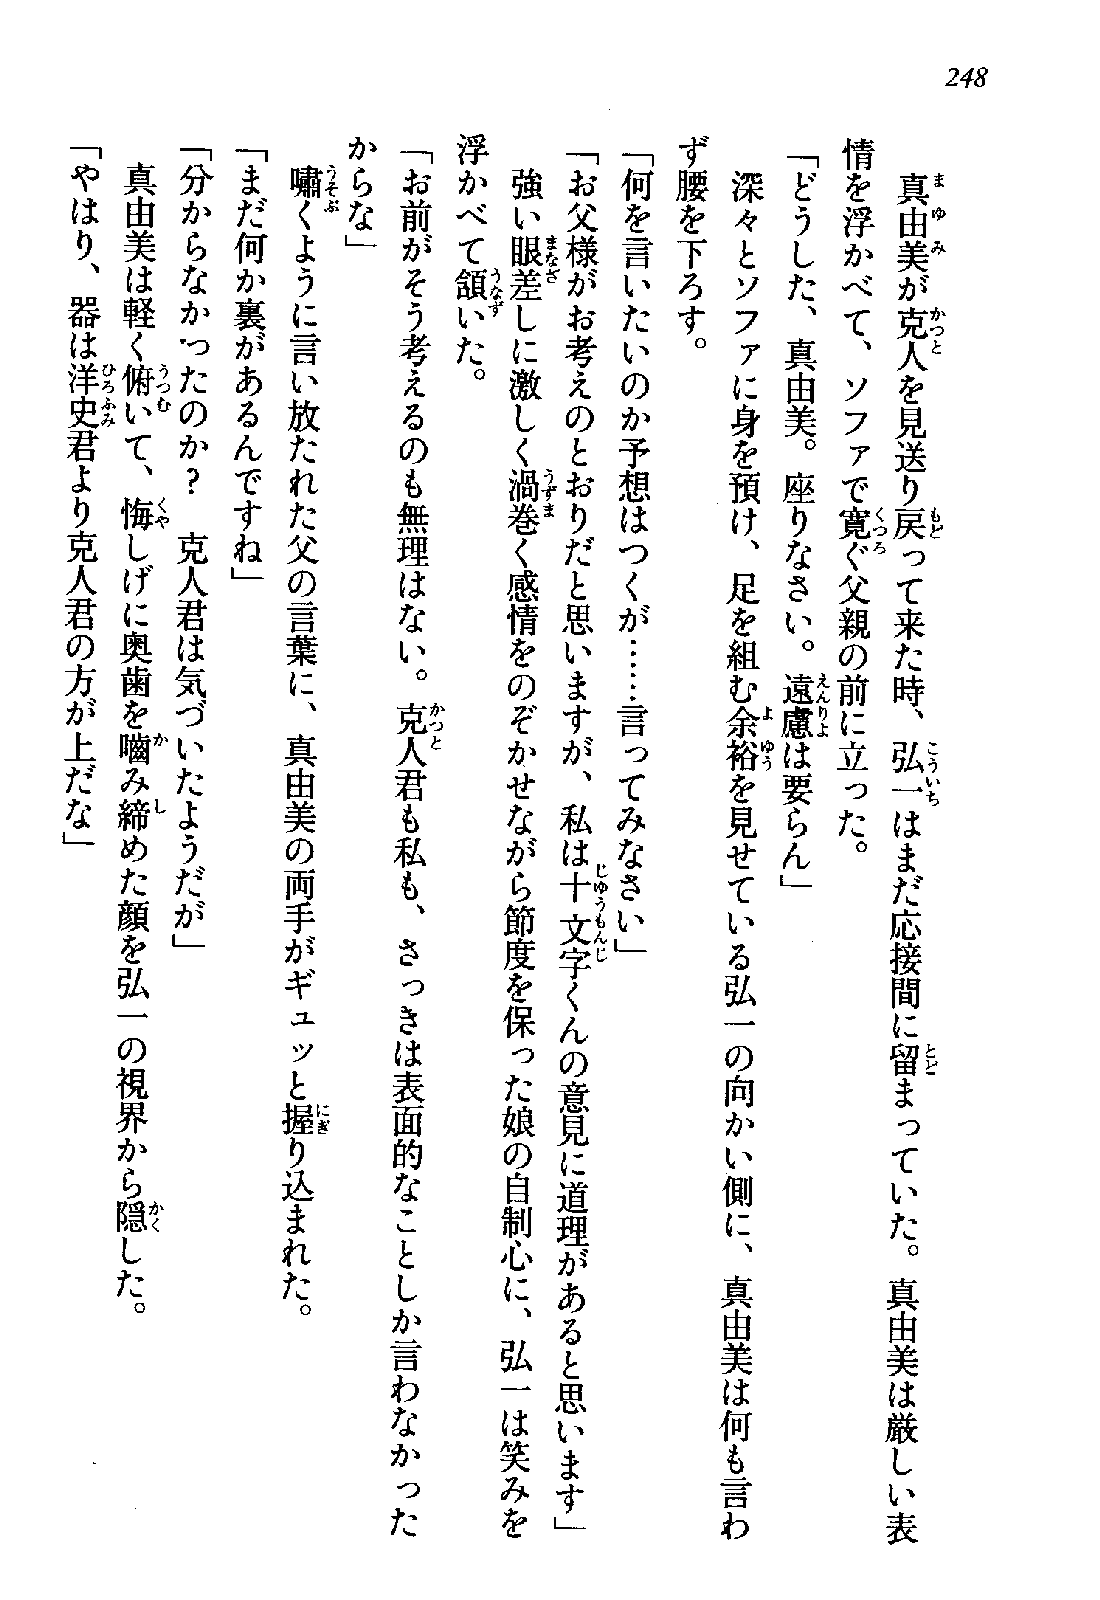 248
真由美が克人を見送り戻って来た時、弘一はまだ応接間に留まっていた。真由美は厳しい表
情を浮かべて、ソファで寛ぐ父親の前に立った。
「どうした、真由美。座りなさい。遠慮は要らん」
深々とソファに身を預け、足を組む余裕を見せている弘一の向かい側に、真由美は何も言わ
ず腰を下ろす。
「何を言いたいのか予想はつくが……言ってみなさい」
「お父様がお考えのとおりだと思いますが、私は十文字くんの意見に道理があると思います」
強い眼差しに激しく渦巻く感情をのぞかせながら節度を保った娘の自制心に、弘一は笑みを
浮かべて頷いた。
「お前がそう考えるのも無理はない。克人君も私も、さっきは表面的なことしか言わなかった
からな」
嘯くように言い放たれた父の言葉に、真由美の両手がギュッと握り込まれた。
「まだ何か裏があるんですね」
「分からなかったのか？　克人君は気づいたようだが」
真由美は軽く俯いて、悔しげに奥歯を噛み締めた顔を弘一の視界から隠した。
「やはり、器は洋史君より克人君の方が上だな」